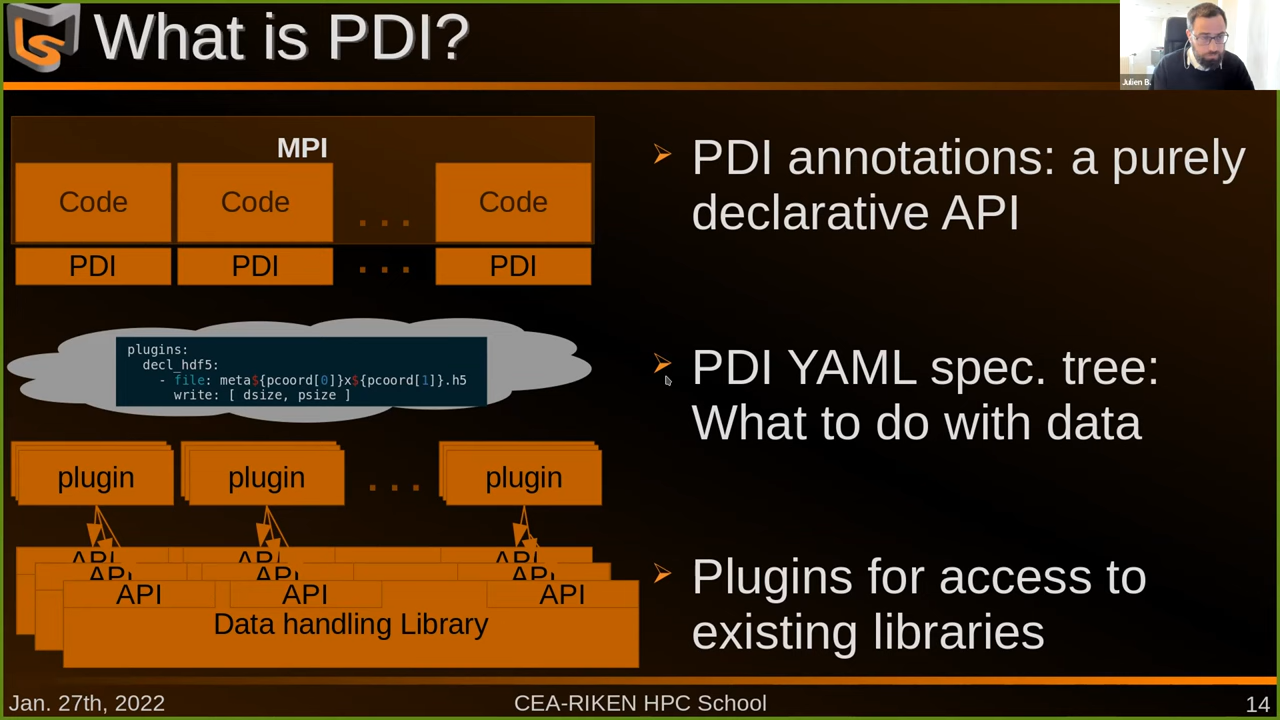 What is PDI?
Julien B.
MPI
Code Code ... Code
PDI PDI ... PDI
plugins:
decl_hdf5:
- file: meta${pcoord[0]}x${pcoord[1]}.h5
write: [ dsize, psize ]
plugin plugin ... plugin
API API API
API API API
API API API
Data handling Library
PDI annotations: a purely
declarative API
PDI YAML spec. tree:
What to do with data
Plugins for access to
existing libraries
Jan. 27th, 2022
CEA-RIKEN HPC School
14